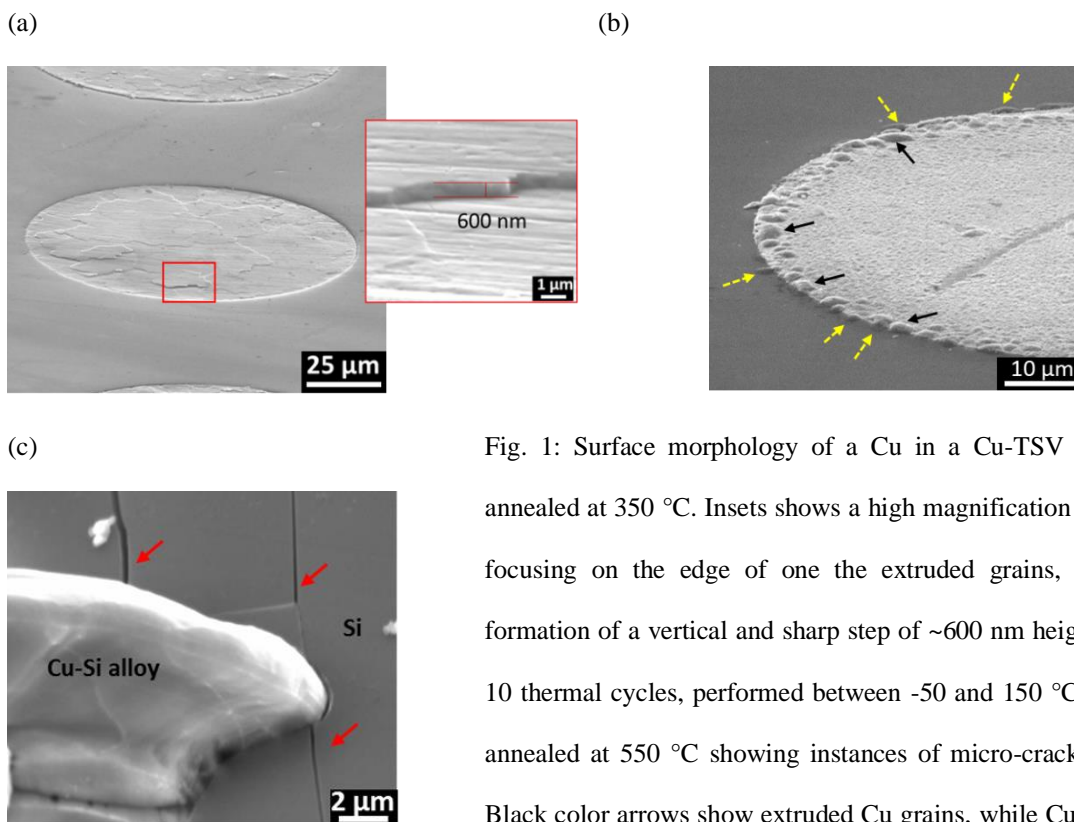 (a)
(b)
600 nm
1 µm
25 µm
10 µm
(c)
Cu-Si alloy
Si
2 µm
Fig. 1: Surface morphology of a Cu in a Cu-TSV
annealed at 350 °C. Insets shows a high magnification
focusing on the edge of one the extruded grains,
formation of a vertical and sharp step of ~600 nm heig
10 thermal cycles, performed between -50 and 150 °C
annealed at 550 °C showing instances of micro-crack
Black color arrows show extruded Cu grains, while Cu